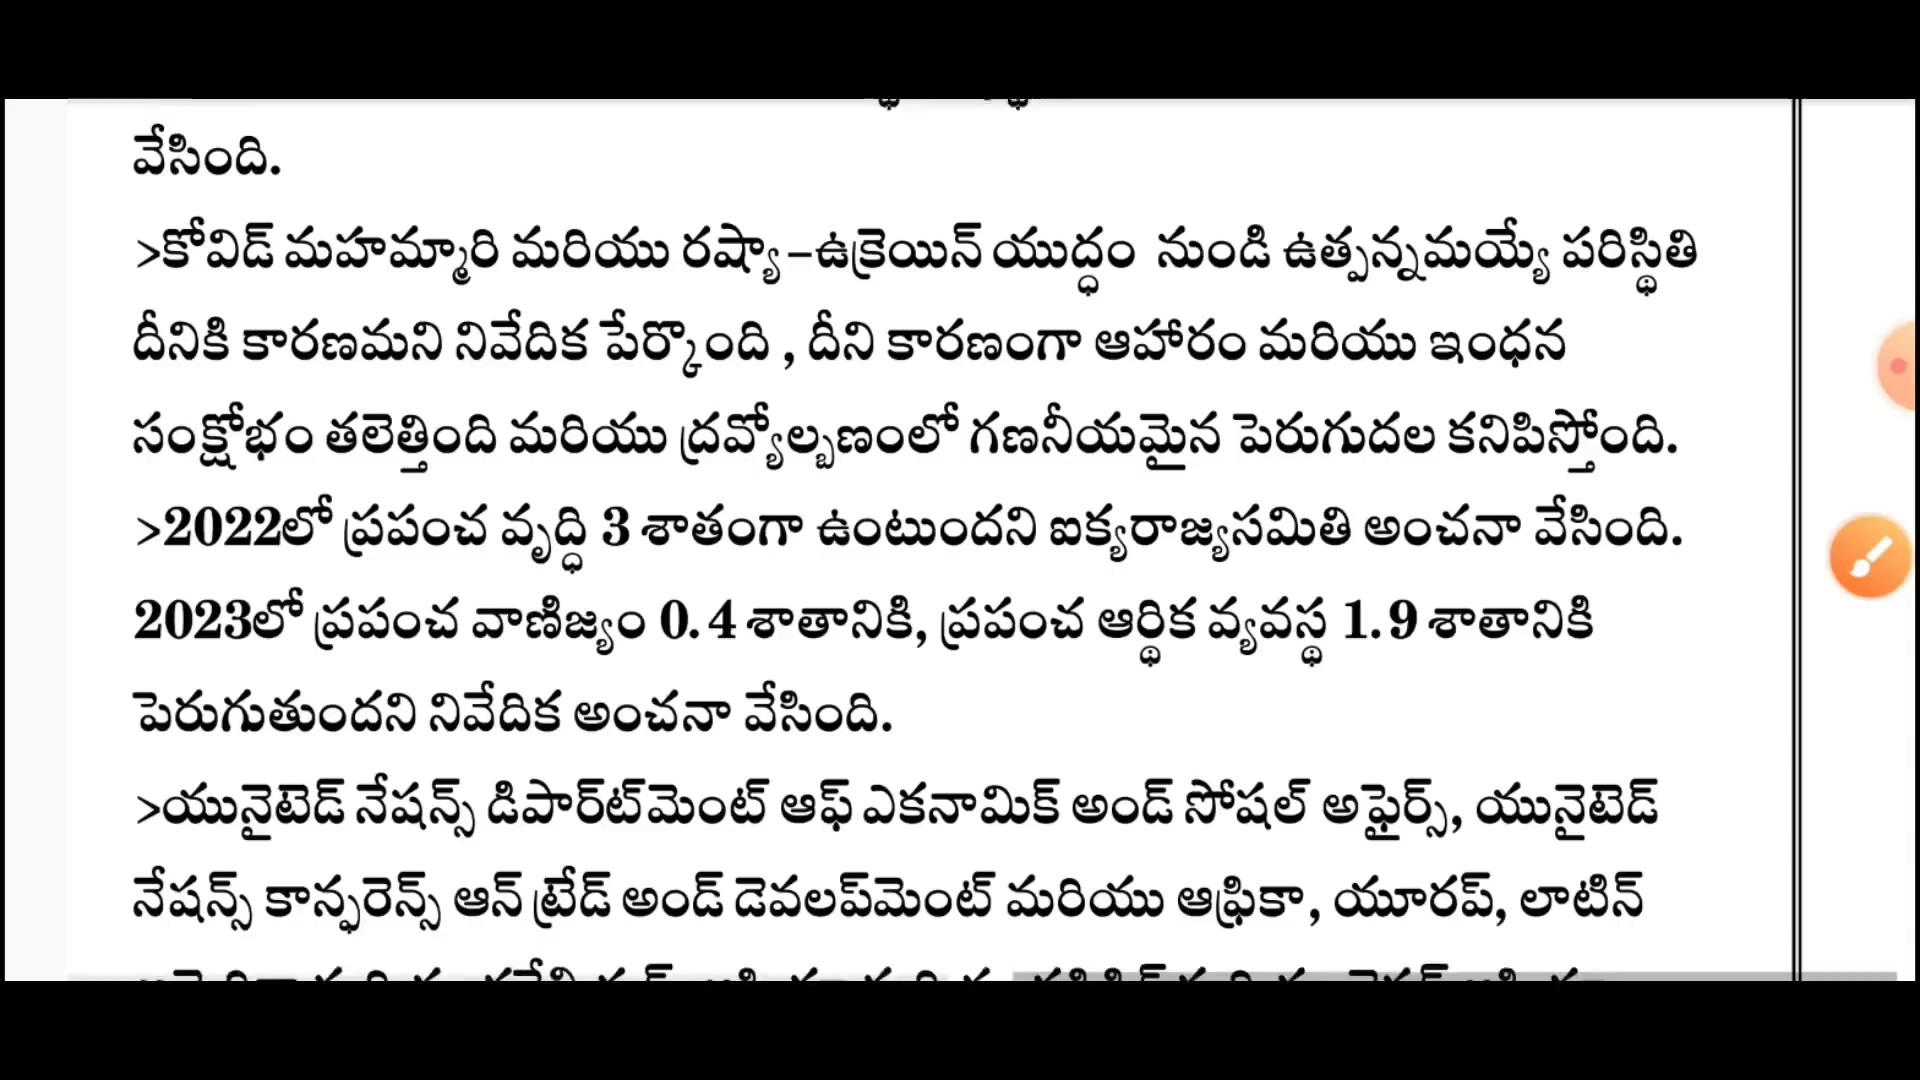 వేసింది.
>కోవిడ్ మహమ్మారి మరియు రష్యా-ఉక్రెయిన్ యుద్ధం నుండి ఉత్పన్నమయ్యే పరిస్థితి
దీనికి కారణమని నివేదిక పేర్కొంది , దీని కారణంగా ఆహారం మరియు ఇంధన
సంక్షోభం తలెత్తింది మరియు ద్రవ్యోల్బణంలో గణనీయమైన పెరుగుదల కనిపిస్తోంది.
>2022లో ప్రపంచ వృద్ధి 3 శాతంగా ఉంటుందని ఐక్యరాజ్యసమితి అంచనా వేసింది.
2023లో ప్రపంచ వాణిజ్యం 0.4 శాతానికి, ప్రపంచ ఆర్థిక వ్యవస్థ 1.9 శాతానికి
పెరుగుతుందని నివేదిక అంచనా వేసింది.
>యునైటెడ్ నేషన్స్ డిపార్ట్‌మెంట్ ఆఫ్ ఎకనామిక్ అండ్ సోషల్ అఫైర్స్, యునైటెడ్
నేషన్స్ కాన్ఫరెన్స్ ఆన్ ట్రేడ్ అండ్ డెవలప్‌మెంట్ మరియు ఆఫ్రికా, యూరప్, లాటిన్